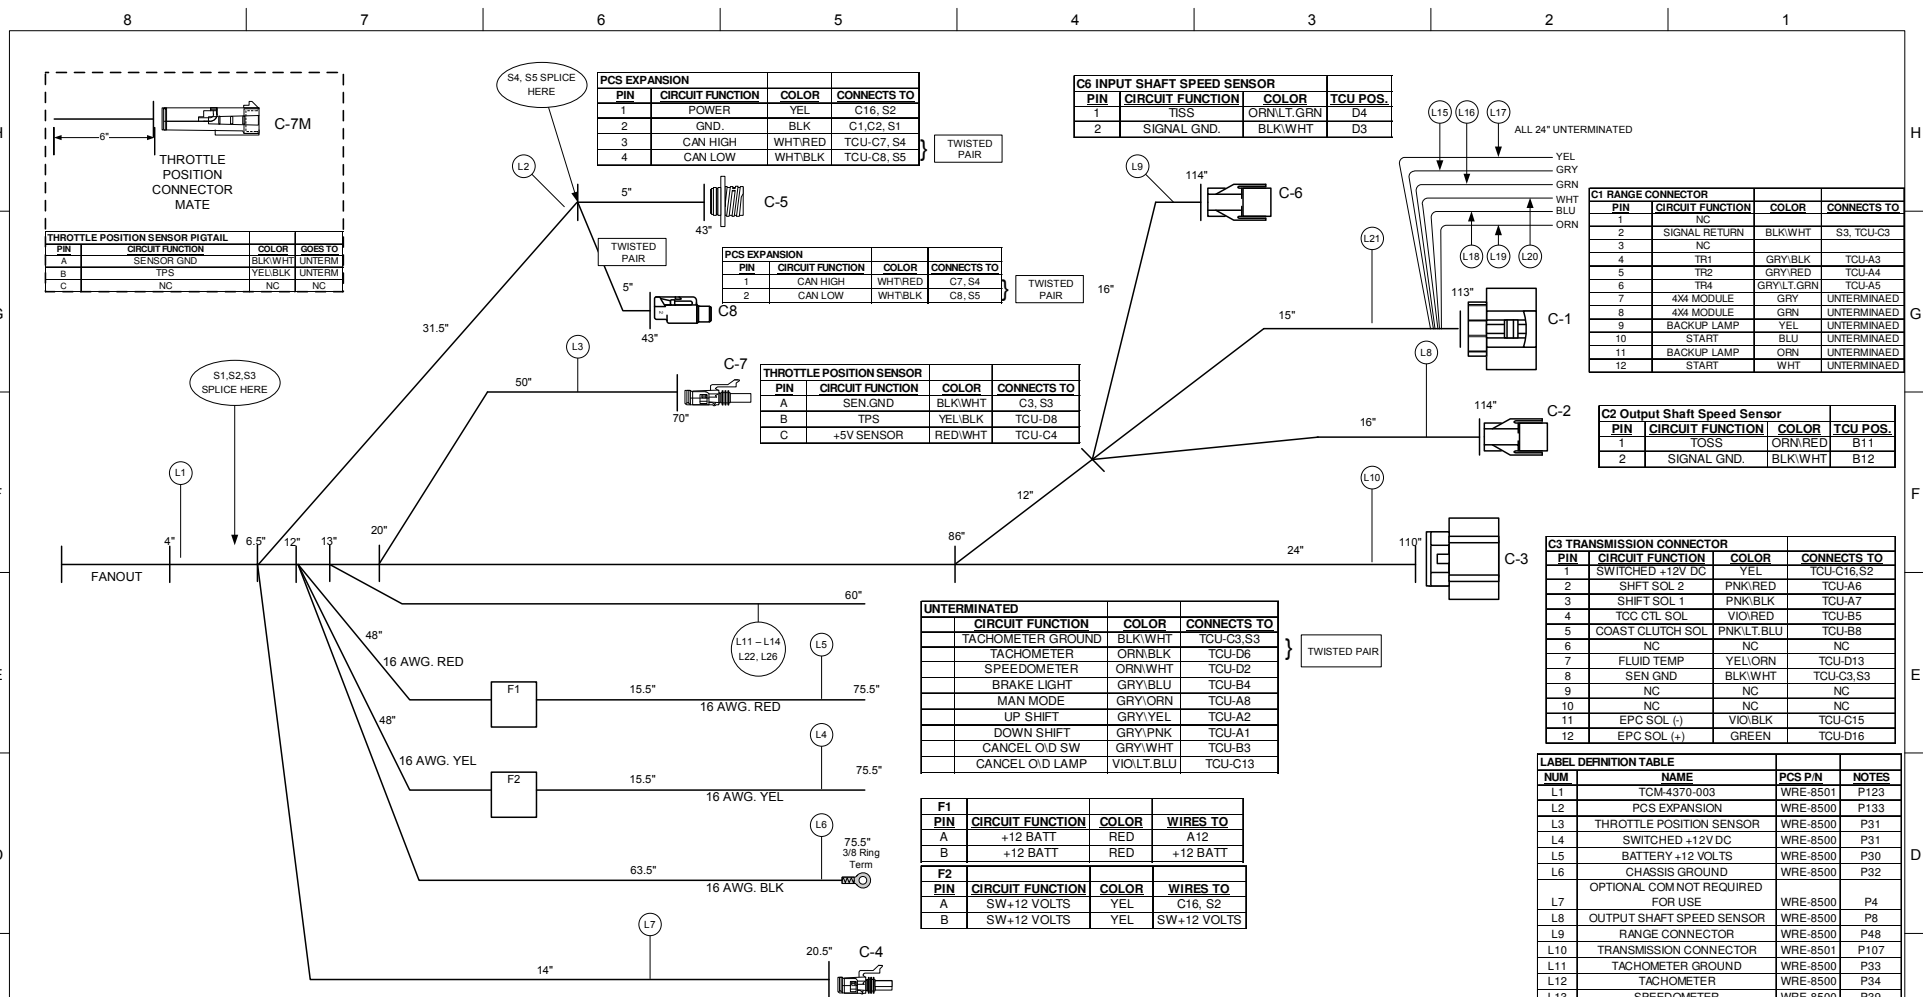 8 7 6 5 4 3 2 1
H
H
G
G
F
F
E
E
D
D
C-7M
6"
THROTTLE
POSITION
CONNECTOR
MATE
THROTTLE POSITION SENSOR PIGTAIL
PIN CIRCUIT FUNCTION COLOR GOES TO
A SENSOR GND BLK\WHT UNTERM
B TPS YEL\BLK UNTERM
C NC NC NC
S4, S5 SPLICE
HERE
PCS EXPANSION
PIN CIRCUIT FUNCTION COLOR CONNECTS TO
1 POWER YEL C16, S2
2 GND. BLK C1,C2, S1
3 CAN HIGH WHT\RED TCU-C7, S4
4 CAN LOW WHT\BLK TCU-C8, S5
TWISTED
PAIR
L2
5"
C-5
43"
TWISTED
PAIR
5"
C8
43"
PCS EXPANSION
PIN CIRCUIT FUNCTION COLOR CONNECTS TO
1 CAN HIGH WHT\RED C7, S4
2 CAN LOW WHT\BLK C8, S5
TWISTED
PAIR
31.5"
L3
50"
C-7
70"
THROTTLE POSITION SENSOR
PIN CIRCUIT FUNCTION COLOR CONNECTS TO
A SEN.GND BLK\WHT C3, S3
B TPS YEL\BLK TCU-D8
C +5V SENSOR RED\WHT TCU-C4
C6 INPUT SHAFT SPEED SENSOR
PIN CIRCUIT FUNCTION COLOR TCU POS.
1 TISS ORN\LT.GRN D4
2 SIGNAL GND. BLK\WHT D3
L9
114"
C-6
16"
L15 L16 L17
ALL 24" UNTERMINATED
YEL
GRY
GRN
WHT
BLU
ORN
L18 L19 L20
L21
15"
113"
C-1
C1 RANGE CONNECTOR
PIN CIRCUIT FUNCTION COLOR CONNECTS TO
1 NC
2 SIGNAL RETURN BLK\WHT S3, TCU-C3
3 NC
4 TR1 GRY\BLK TCU-A3
5 TR2 GRY\RED TCU-A4
6 TR4 GRY\LT.GRN TCU-A5
7 4X4 MODULE GRY UNTERMINAED
8 4X4 MODULE GRN UNTERMINAED
9 BACKUP LAMP YEL UNTERMINAED
10 START BLU UNTERMINAED
11 BACKUP LAMP ORN UNTERMINAED
12 START WHT UNTERMINAED
L8
16"
114"
C-2
C2 Output Shaft Speed Sensor
PIN CIRCUIT FUNCTION COLOR TCU POS.
1 TOSS ORN\RED B11
2 SIGNAL GND. BLK\WHT B12
S1,S2,S3
SPLICE HERE
L1
4"
FANOUT
6.5"
12"
13"
20"
86"
12"
L10
24"
110"
C-3
C3 TRANSMISSION CONNECTOR
PIN CIRCUIT FUNCTION COLOR CONNECTS TO
1 SWITCHED +12V DC YEL TCU-C16,S2
2 SHFT SOL 2 PNK\RED TCU-A6
3 SHIFT SOL 1 PNK\BLK TCU-A7
4 TCC CTL SOL VIO\RED TCU-B5
5 COAST CLUTCH SOL PNK\LT.BLU TCU-B8
6 NC NC NC
7 FLUID TEMP YEL\ORN TCU-D13
8 SEN GND BLK\WHT TCU-C3,S3
9 NC NC NC
10 NC NC NC
11 EPC SOL (-) VIO\BLK TCU-C15
12 EPC SOL (+) GREEN TCU-D16
60"
L11 – L14
L22, L26
48"
16 AWG. RED
F1
15.5"
L5
16 AWG. RED
75.5"
48"
16 AWG. YEL
F2
15.5"
L4
16 AWG. YEL
75.5"
63.5"
16 AWG. BLK
L6
75.5"
3/8 Ring
Term
L7
14"
20.5"
C-4
UNTERMINATED
CIRCUIT FUNCTION COLOR CONNECTS TO
TACHOMETER GROUND BLK\WHT TCU-C3,S3
TACHOMETER ORN\BLK TCU-D6
SPEEDOMETER ORN\WHT TCU-D2
BRAKE LIGHT GRY\BLU TCU-B4
MAN MODE GRY\ORN TCU-A8
UP SHIFT GRY\YEL TCU-A2
DOWN SHIFT GRY\PNK TCU-A1
CANCEL O\D SW GRY\WHT TCU-B3
CANCEL O\D LAMP VIO\LT.BLU TCU-C13
TWISTED PAIR
F1
PIN CIRCUIT FUNCTION COLOR WIRES TO
A +12 BATT RED A12
B +12 BATT RED +12 BATT
F2
PIN CIRCUIT FUNCTION COLOR WIRES TO
A SW+12 VOLTS YEL C16, S2
B SW+12 VOLTS YEL SW+12 VOLTS
LABEL DEFINITION TABLE
NUM NAME PCS P/N NOTES
L1 TCM-4370-003 WRE-8501 P123
L2 PCS EXPANSION WRE-8500 P133
L3 THROTTLE POSITION SENSOR WRE-8500 P31
L4 SWITCHED +12V DC WRE-8500 P31
L5 BATTERY +12 VOLTS WRE-8500 P30
L6 CHASSIS GROUND WRE-8500 P32
OPTIONAL COM NOT REQUIRED
L7 FOR USE WRE-8500 P4
L8 OUTPUT SHAFT SPEED SENSOR WRE-8500 P8
L9 RANGE CONNECTOR WRE-8500 P48
L10 TRANSMISSION CONNECTOR WRE-8501 P107
L11 TACHOMETER GROUND WRE-8500 P33
L12 TACHOMETER WRE-8500 P34
L13 SPEEDOMETER WRE-8500 P39